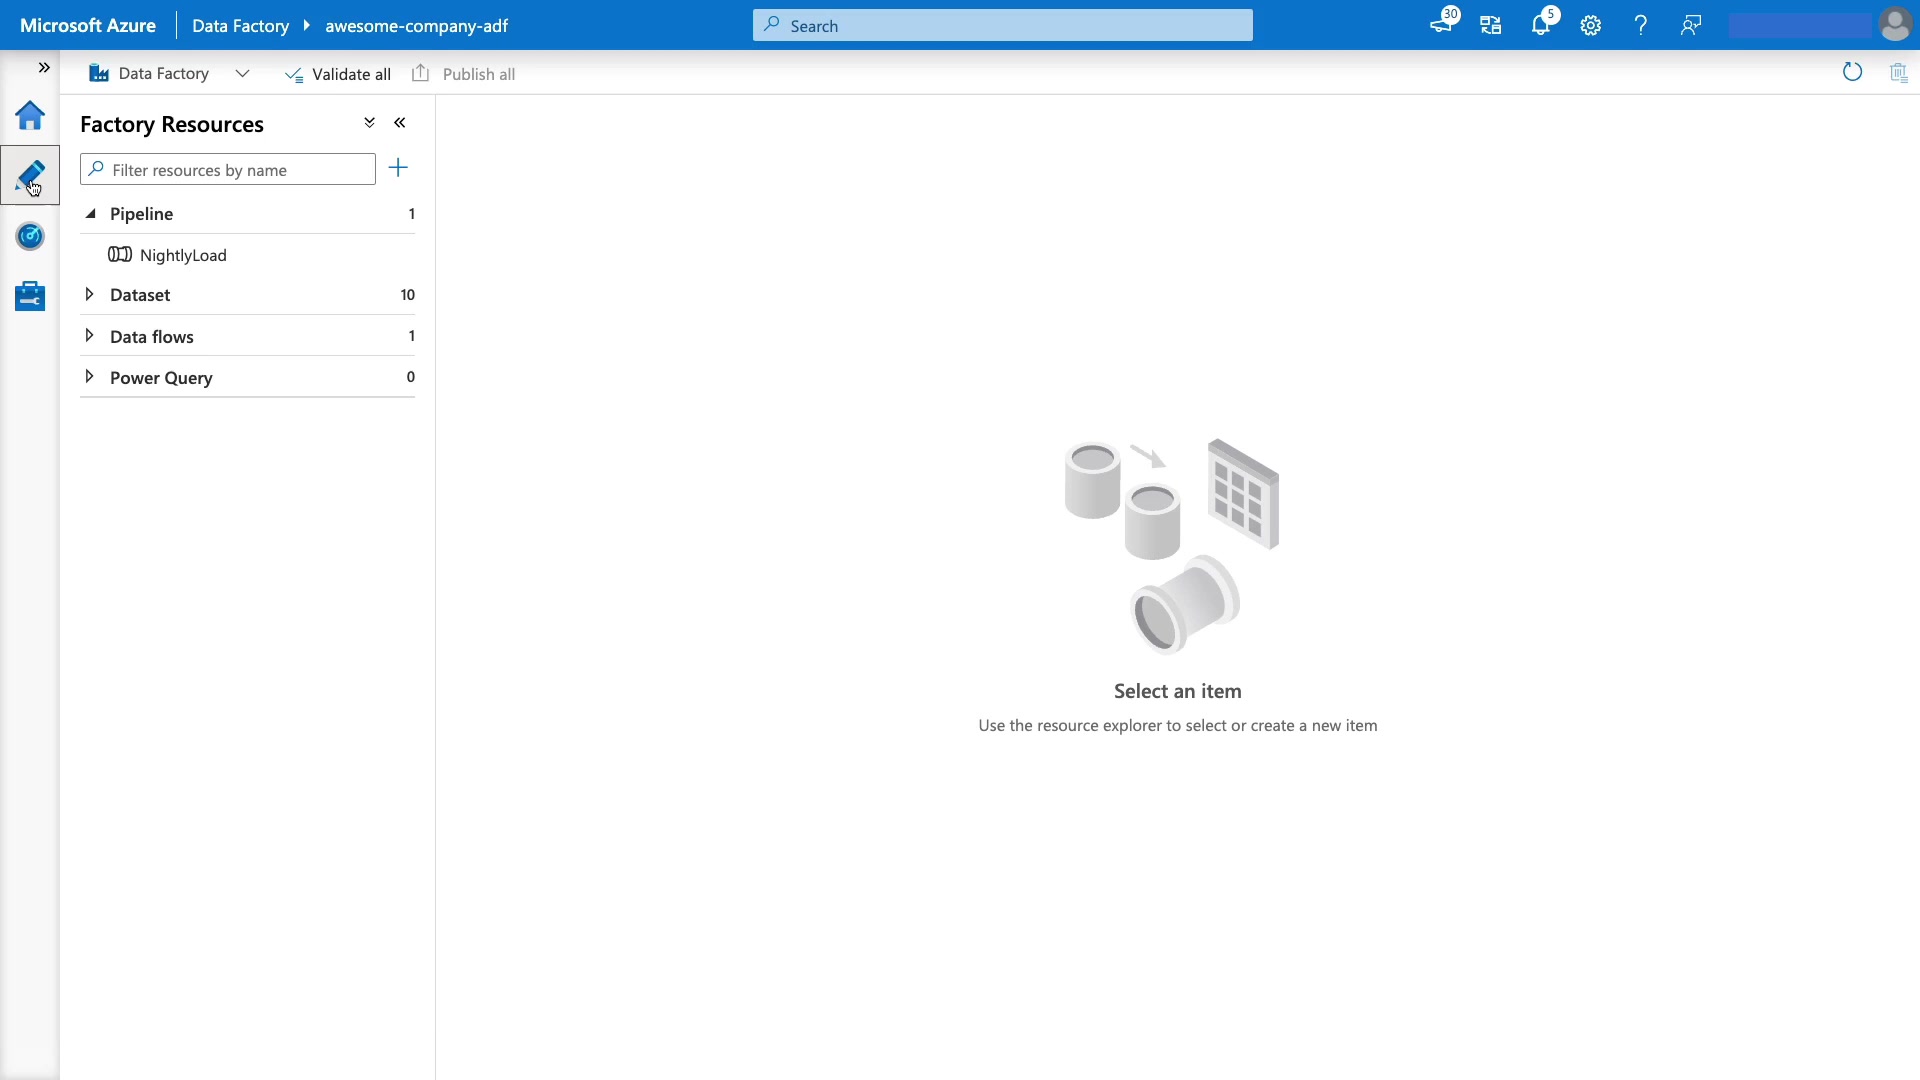 Microsoft Azure
Data Factory
awesome-company-adf
Search
30
5
Data Factory
Validate all
Publish all
Factory Resources
Filter resources by name
Pipeline 1
NightlyLoad
Dataset 10
Data flows 1
Power Query 0
Select an item
Use the resource explorer to select or create a new item